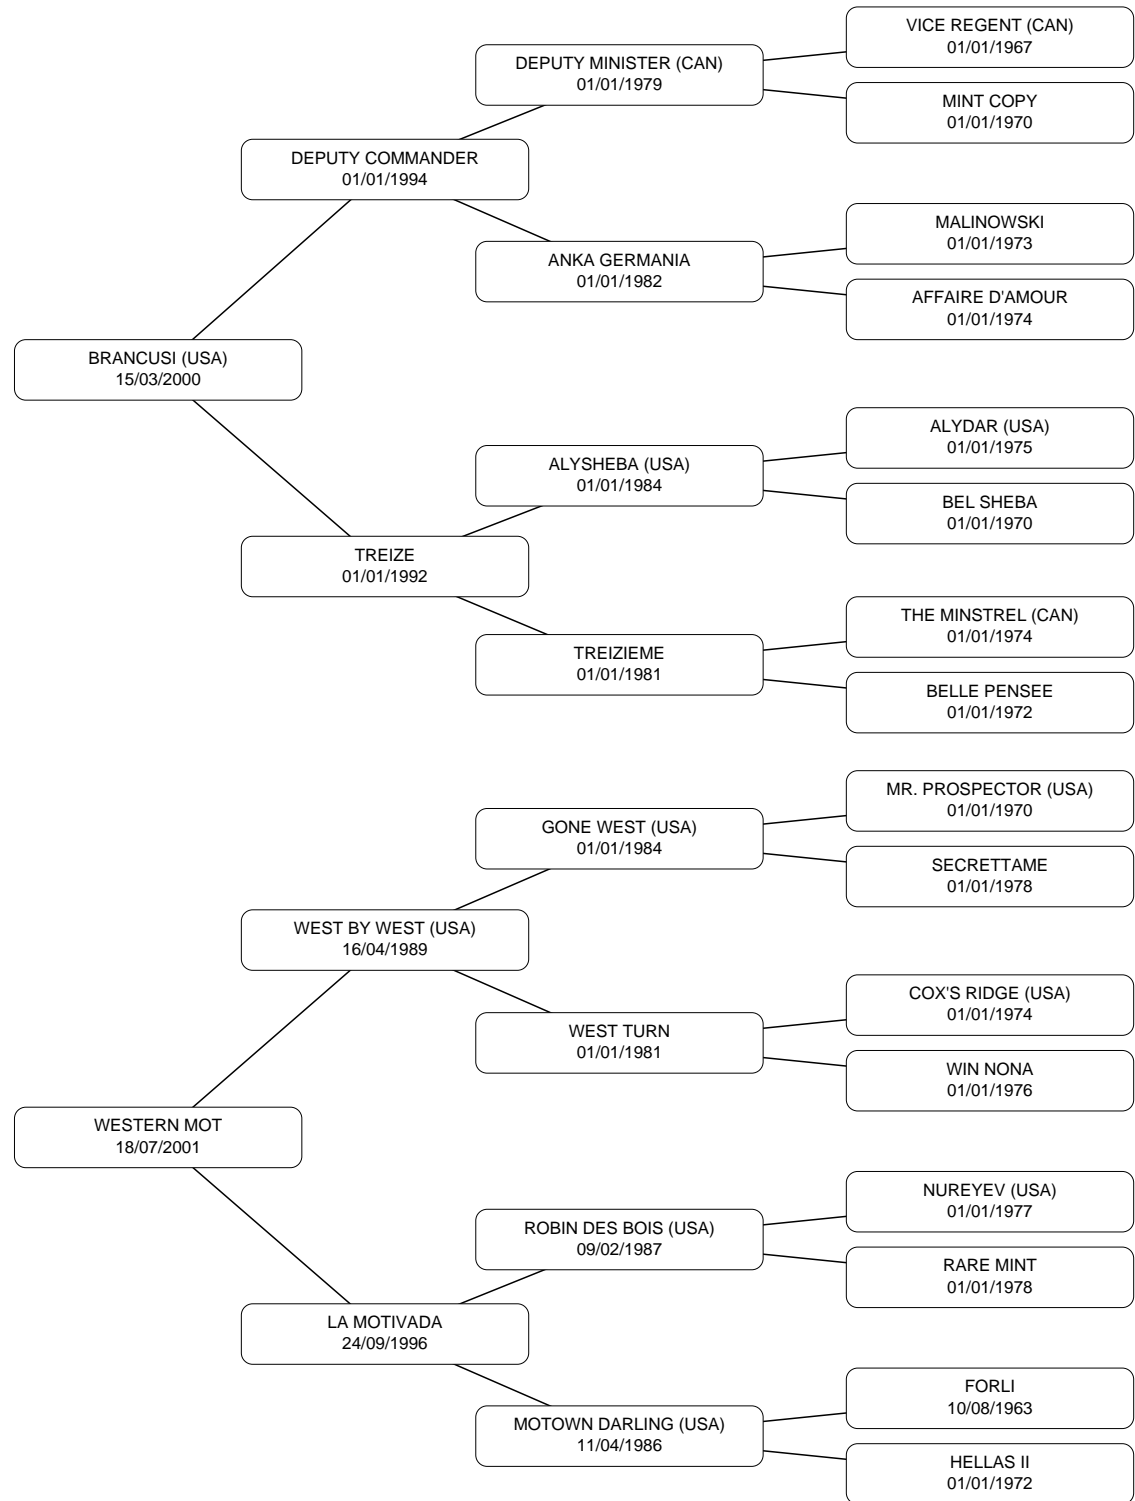 VICE REGENT (CAN)
01/01/1967
DEPUTY MINISTER (CAN)
01/01/1979
MINT COPY
01/01/1970
DEPUTY COMMANDER
01/01/1994
MALINOWSKI
01/01/1973
ANKA GERMANIA
01/01/1982
AFFAIRE D'AMOUR
01/01/1974
BRANCUSI (USA)
15/03/2000
ALYDAR (USA)
01/01/1975
ALYSHEBA (USA)
01/01/1984
BEL SHEBA
01/01/1970
TREIZE
01/01/1992
THE MINSTREL (CAN)
01/01/1974
TREIZIEME
01/01/1981
BELLE PENSEE
01/01/1972
MR. PROSPECTOR (USA)
01/01/1970
GONE WEST (USA)
01/01/1984
SECRETTAME
01/01/1978
WEST BY WEST (USA)
16/04/1989
COX'S RIDGE (USA)
01/01/1974
WEST TURN
01/01/1981
WIN NONA
01/01/1976
WESTERN MOT
18/07/2001
NUREYEV (USA)
01/01/1977
ROBIN DES BOIS (USA)
09/02/1987
RARE MINT
01/01/1978
LA MOTIVADA
24/09/1996
FORLI
10/08/1963
MOTOWN DARLING (USA)
11/04/1986
HELLAS II
01/01/1972